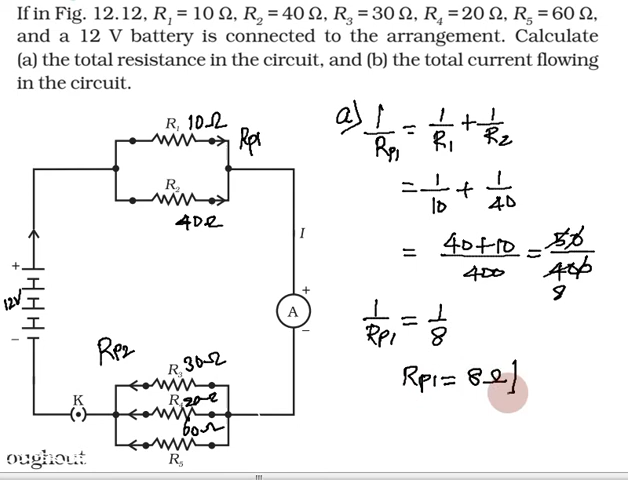 If in Fig. 12.12, R₁ = 10 Ω, R₂ = 40 Ω, R₃ = 30 Ω, R₄ = 20 Ω, R₅ = 60 Ω,
and a 12 V battery is connected to the arrangement. Calculate
(a) the total resistance in the circuit, and (b) the total current flowing
in the circuit.
R₁ 10Ω
Rp1
R₂
40Ω
I
+
12V
-
+
A
-
Rp2
R₃ 30Ω
R₄ 20Ω
60Ω
R₅
K
oughout
a) 1/Rp1 = 1/R1 + 1/R2
= 1/10 + 1/40
= 40+10/400 = 50/400
8
1/Rp1 = 1/8
Rp1 = 8Ω